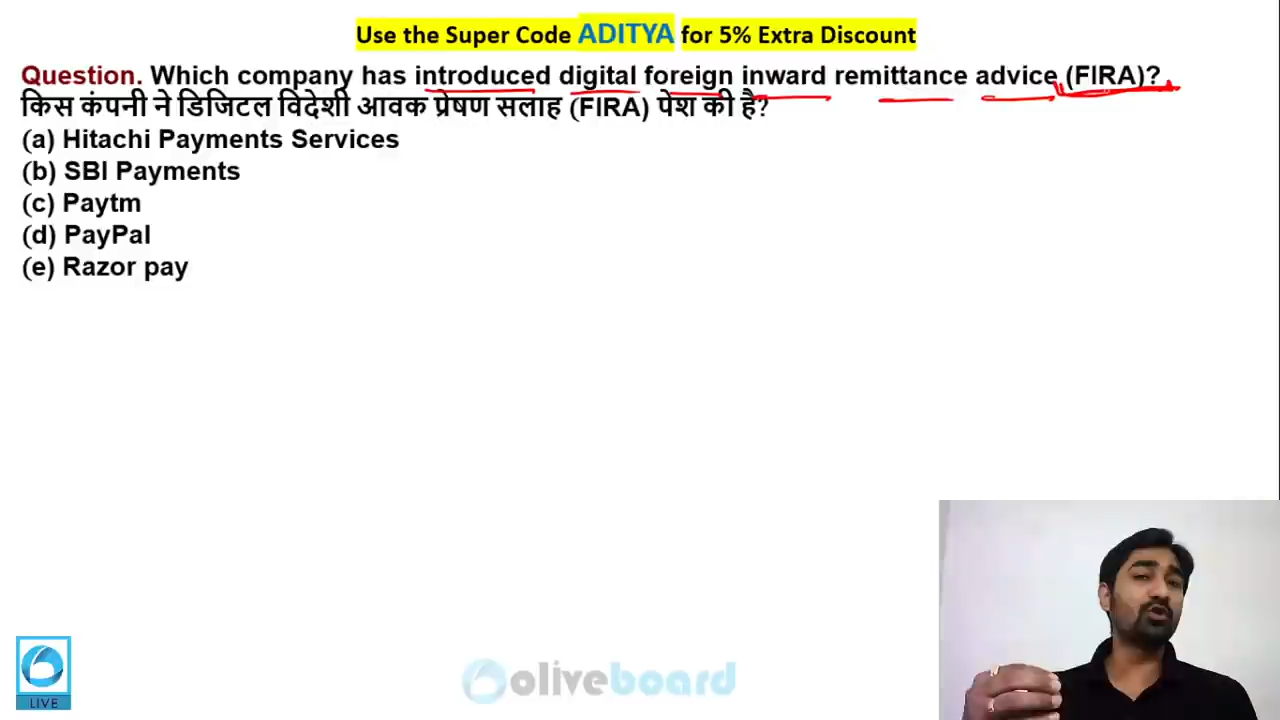 Use the Super Code ADITYA for 5% Extra Discount
Question. Which company has introduced digital foreign inward remittance advice (FIRA)?
किस कंपनी ने डिजिटल विदेशी आवक प्रेषण सलाह (FIRA) पेश की है?
(a) Hitachi Payments Services
(b) SBI Payments
(c) Paytm
(d) PayPal
(e) Razor pay
oliveboard
LIVE